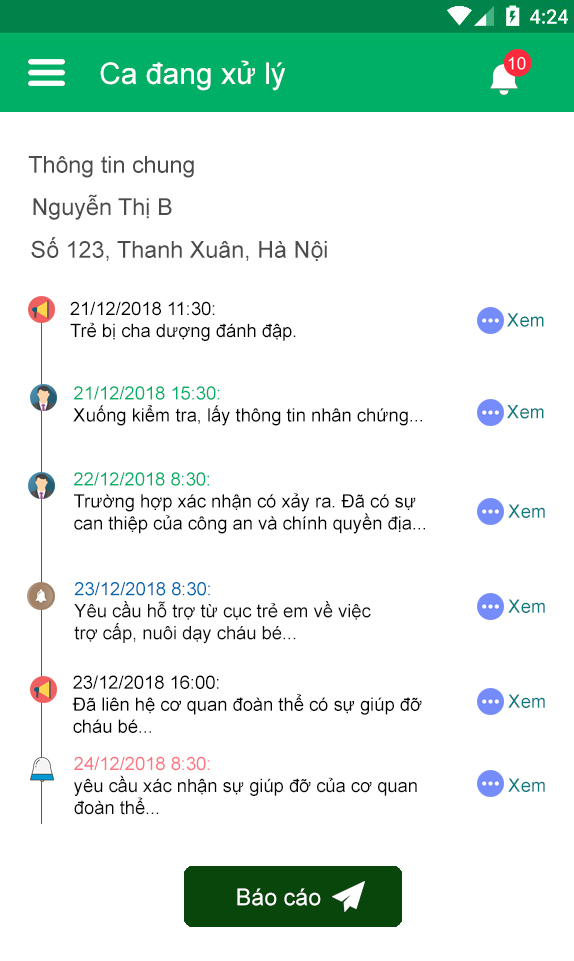 4:24
Ca đang xử lý
10
Thông tin chung
Nguyễn Thị B
Số 123, Thanh Xuân, Hà Nội
21/12/2018 11:30:
Trẻ bị cha dượng đánh đập.
Xem
21/12/2018 15:30:
Xuống kiểm tra, lấy thông tin nhân chứng...
Xem
22/12/2018 8:30:
Trường hợp xác nhận có xảy ra. Đã có sự
can thiệp của công an và chính quyền địa...
Xem
23/12/2018 8:30:
Yêu cầu hỗ trợ từ cục trẻ em về việc
trợ cấp, nuôi dạy cháu bé...
Xem
23/12/2018 16:00:
Đã liên hệ cơ quan đoàn thể có sự giúp đỡ
cháu bé...
Xem
24/12/2018 8:30:
yêu cầu xác nhận sự giúp đỡ của cơ quan
đoàn thể...
Xem
Báo cáo